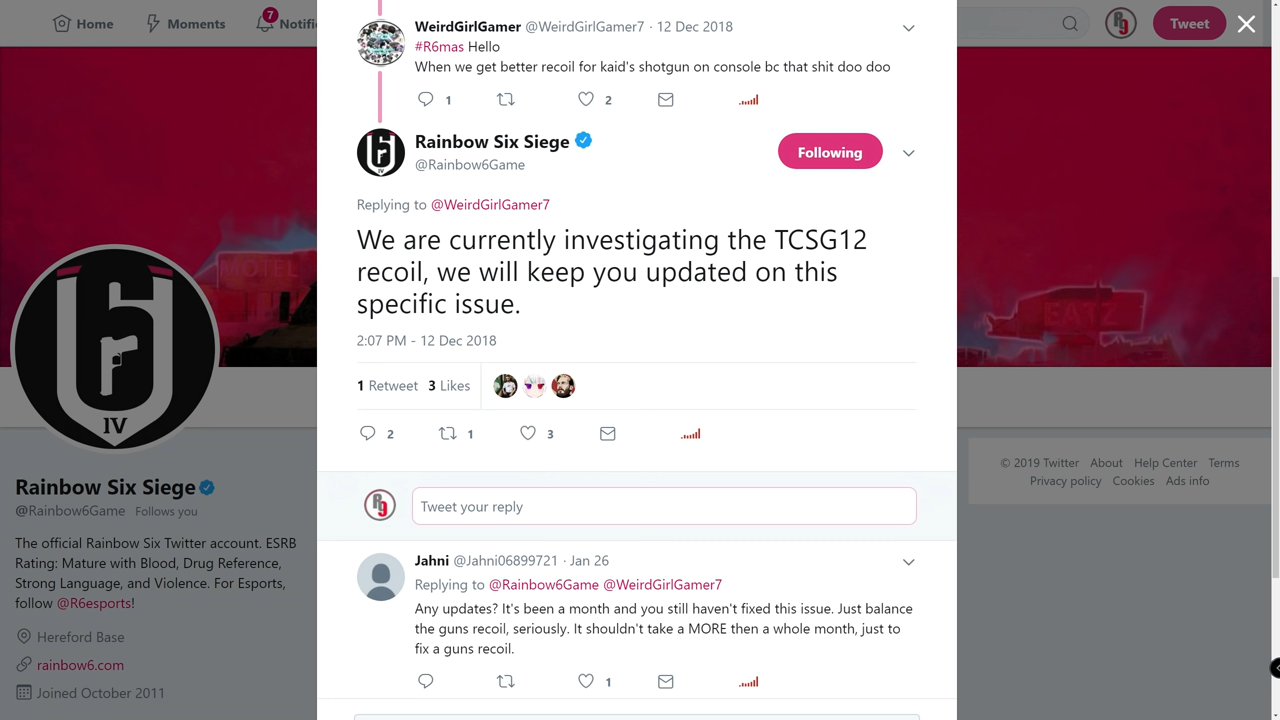 Home
Moments
7
Notifi
Tweet
WeirdGirlGamer @WeirdGirlGamer7 · 12 Dec 2018
#R6mas Hello
When we get better recoil for kaid's shotgun on console bc that shit doo doo
1
2
Rainbow Six Siege
@Rainbow6Game
Following
Replying to @WeirdGirlGamer7
We are currently investigating the TCSG12
recoil, we will keep you updated on this
specific issue.
2:07 PM - 12 Dec 2018
1 Retweet 3 Likes
2
1
3
Tweet your reply
Jahni @Jahni06899721 · Jan 26
Replying to @Rainbow6Game @WeirdGirlGamer7
Any updates? It's been a month and you still haven't fixed this issue. Just balance
the guns recoil, seriously. It shouldn't take a MORE then a whole month, just to
fix a guns recoil.
1
MOTEL
EATZ
IV
Rainbow Six Siege
@Rainbow6Game Follows you
The official Rainbow Six Twitter account. ESRB
Rating: Mature with Blood, Drug Reference,
Strong Language, and Violence. For Esports,
follow @R6esports!
Hereford Base
rainbow6.com
Joined October 2011
© 2019 Twitter About Help Center Terms
Privacy policy Cookies Ads info